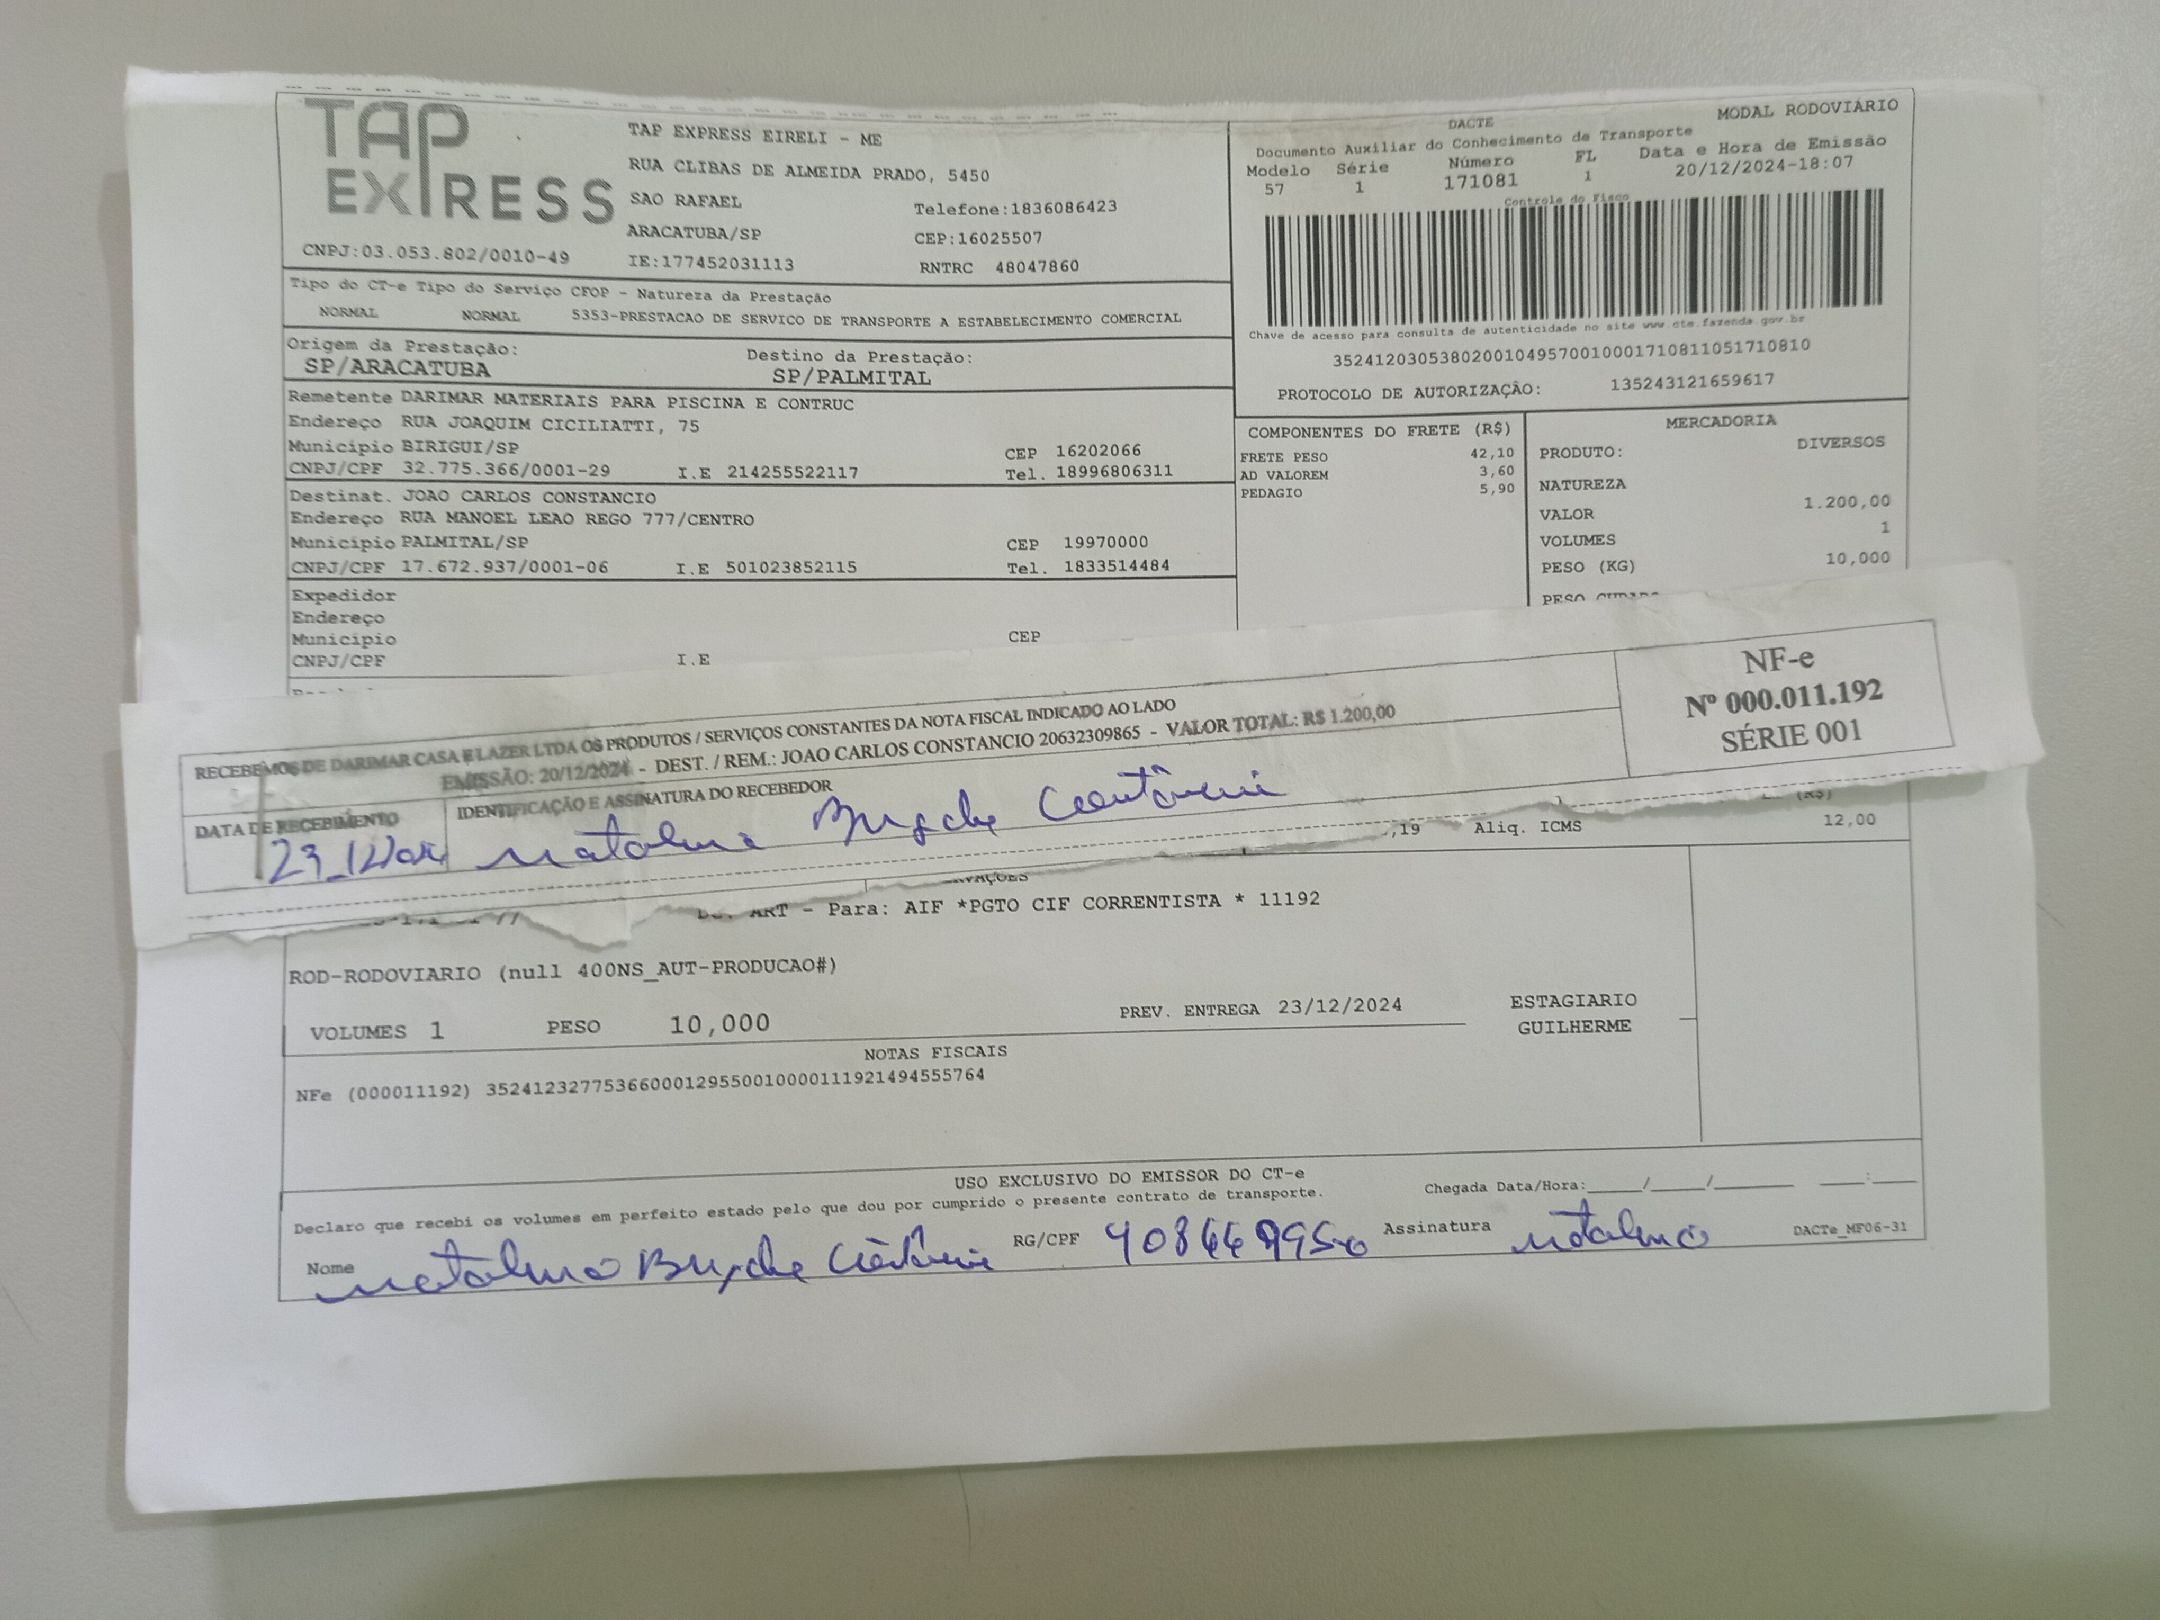 TAP EXPRESS
TAP EXPRESS EIRELI - ME
RUA CLIBAS DE ALMEIDA PRADO, 5450
SAO RAFAEL
Telefone:1836086423
ARACATUBA/SP
CEP:16025507
CNPJ:03.053.802/0010-49
IE:177452031113
RNTRC 48047860
MODAL RODOVIÁRIO
DACTE
Documento Auxiliar do Conhecimento de Transporte
Modelo Série Número FL Data e Hora de Emissão
57 1 171081 1 20/12/2024-18:07
Controle do Fisco
Chave de acesso para consulta de autenticidade no site www.cte.fazenda.gov.br
35241203053802001049570010001710811051710810
PROTOCOLO DE AUTORIZAÇÃO: 135243121659617
Tipo do CT-e Tipo do Serviço CFOP - Natureza da Prestação
NORMAL NORMAL 5353-PRESTACAO DE SERVICO DE TRANSPORTE A ESTABELECIMENTO COMERCIAL
Origem da Prestação: Destino da Prestação:
SP/ARACATUBA SP/PALMITAL
Remetente DARIMAR MATERIAIS PARA PISCINA E CONTRUC
Endereço RUA JOAQUIM CICILIATTI, 75
Município BIRIGUI/SP CEP 16202066
CNPJ/CPF 32.775.366/0001-29 I.E 214255522117 Tel. 18996806311
Destinat. JOAO CARLOS CONSTANCIO
Endereço RUA MANOEL LEAO REGO 777/CENTRO
Município PALMITAL/SP CEP 19970000
CNPJ/CPF 17.672.937/0001-06 I.E 501023852115 Tel. 1833514484
Expedidor
Endereço
Município CEP
CNPJ/CPF I.E
COMPONENTES DO FRETE (R$)
FRETE PESO 42,10
AD VALOREM 3,60
PEDAGIO 5,90
MERCADORIA
PRODUTO: DIVERSOS
NATUREZA
VALOR 1.200,00
VOLUMES 1
PESO (KG) 10,000
PESO
RECEBEMOS DE DARIMAR CASA E LAZER LTDA OS PRODUTOS / SERVIÇOS CONSTANTES DA NOTA FISCAL INDICADO AO LADO
EMISSÃO: 20/12/2024 - DEST. / REM.: JOAO CARLOS CONSTANCIO 20632309865 - VALOR TOTAL: R$ 1.200,00
DATA DE RECEBIMENTO
IDENTIFICAÇÃO E ASSINATURA DO RECEBEDOR
NF-e
Nº 000.011.192
SÉRIE 001
(R$)
,19 Aliq. ICMS 12,00
ART - Para: AIF *PGTO CIF CORRENTISTA * 11192
ROD-RODOVIARIO (null 400NS_AUT-PRODUCAO#)
VOLUMES 1 PESO 10,000
PREV. ENTREGA 23/12/2024
ESTAGIARIO
GUILHERME
NOTAS FISCAIS
NFe (000011192) 35241232775366000129550010000111921494555764
USO EXCLUSIVO DO EMISSOR DO CT-e
Declaro que recebi os volumes em perfeito estado pelo que dou por cumprido o presente contrato de transporte.
Chegada Data/Hora:____/____/______ ___:___
Nome
RG/CPF
Assinatura
DACTe_MF06-31